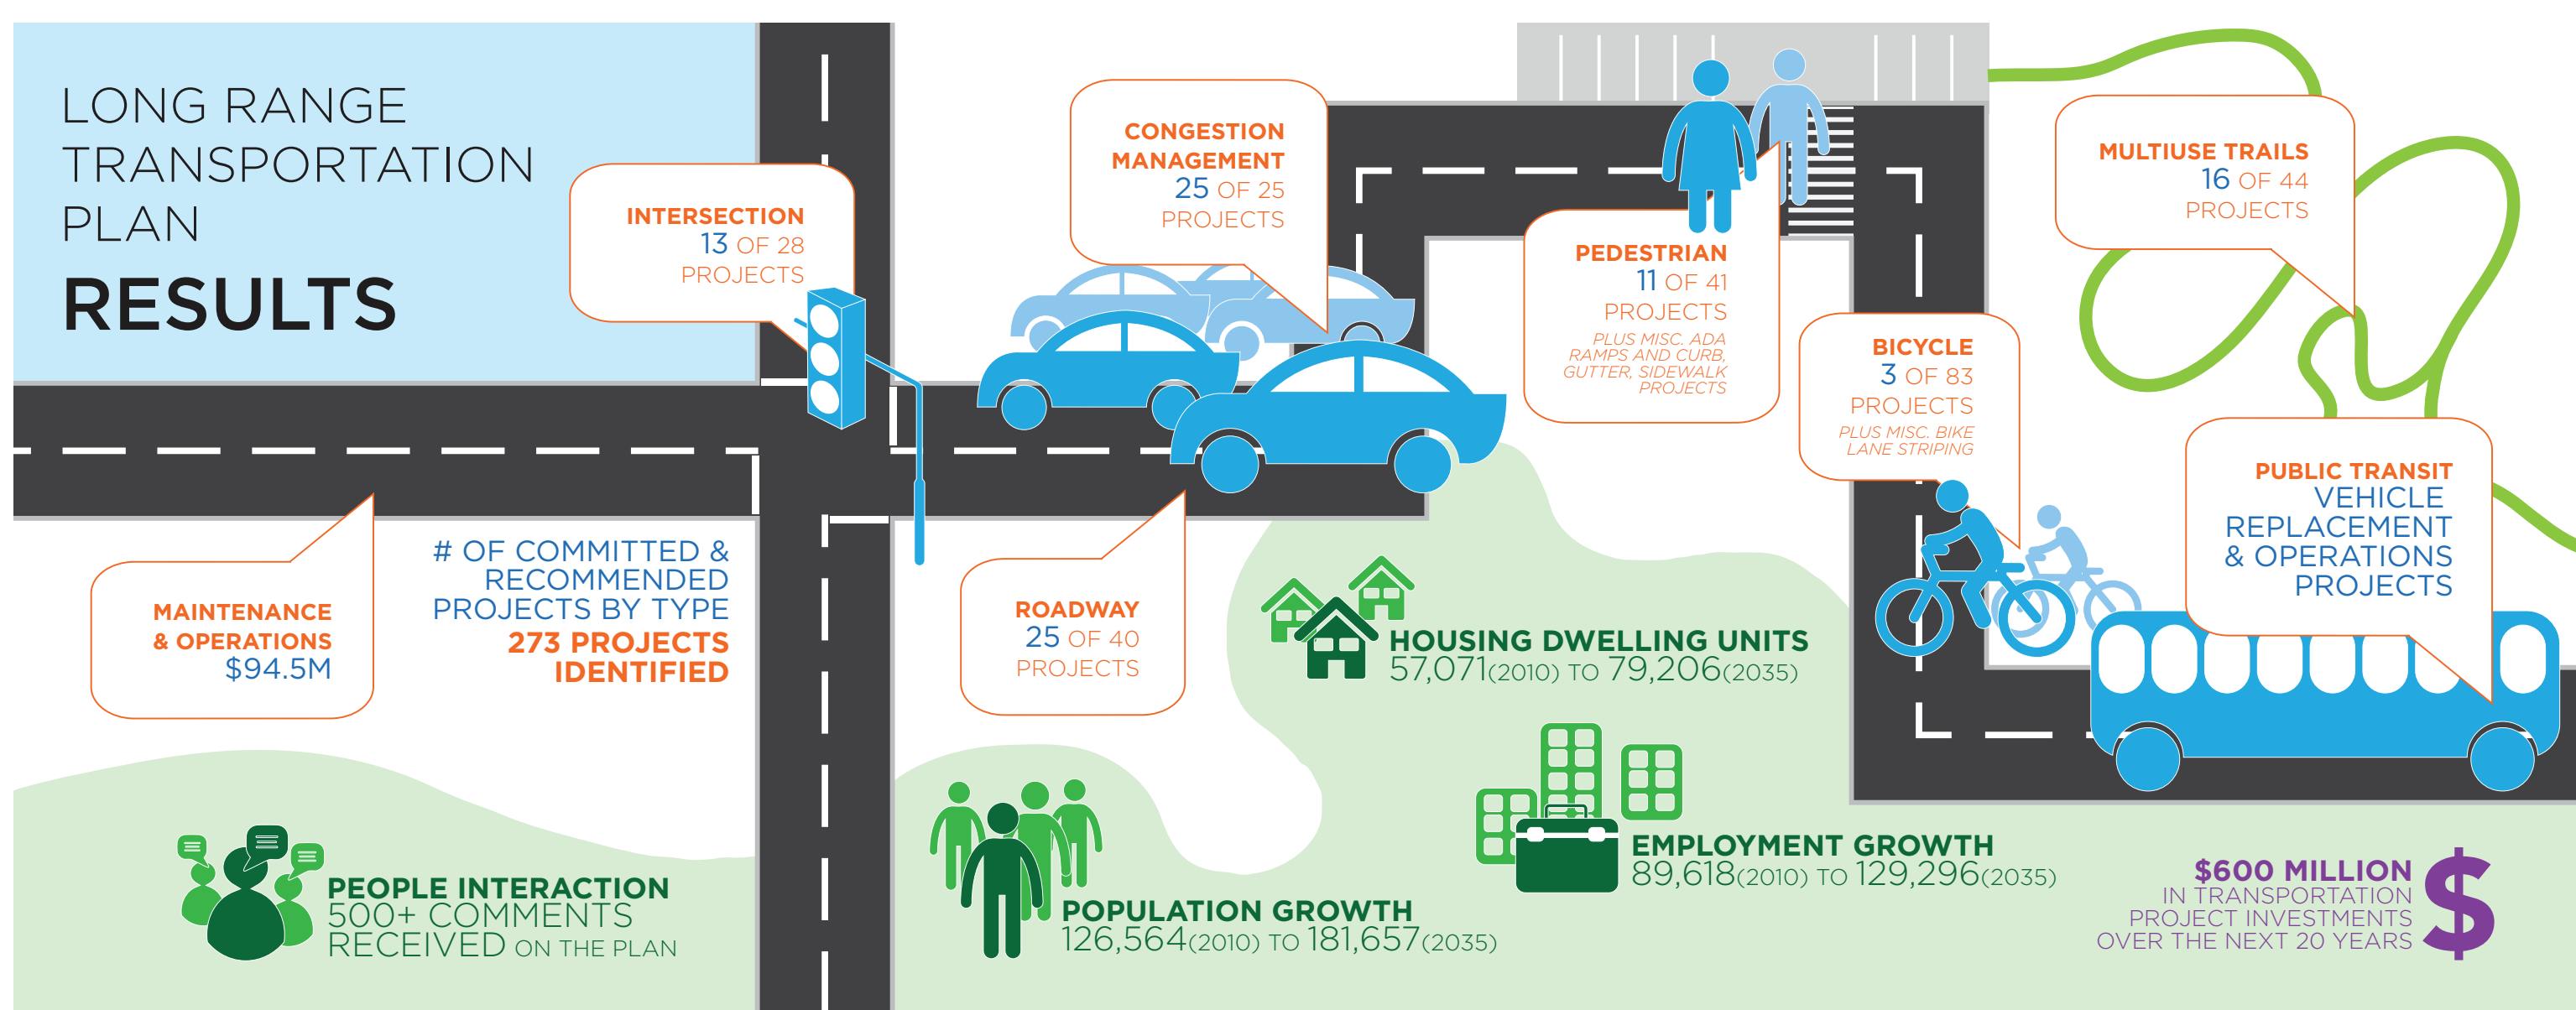 LONG RANGE
TRANSPORTATION
PLAN
RESULTS
INTERSECTION
13 OF 28
PROJECTS
CONGESTION
MANAGEMENT
25 OF 25
PROJECTS
PEDESTRIAN
11 OF 41
PROJECTS
PLUS MISC. ADA
RAMPS AND CURB,
GUTTER, SIDEWALK
PROJECTS
BICYCLE
3 OF 83
PROJECTS
PLUS MISC. BIKE
LANE STRIPING
MULTIUSE TRAILS
16 OF 44
PROJECTS
PUBLIC TRANSIT
VEHICLE
REPLACEMENT
& OPERATIONS
PROJECTS
MAINTENANCE
& OPERATIONS
$94.5M
# OF COMMITTED &
RECOMMENDED
PROJECTS BY TYPE
273 PROJECTS
IDENTIFIED
ROADWAY
25 OF 40
PROJECTS
HOUSING DWELLING UNITS
57,071(2010) TO 79,206(2035)
PEOPLE INTERACTION
500+ COMMENTS
RECEIVED ON THE PLAN
POPULATION GROWTH
126,564(2010) TO 181,657(2035)
EMPLOYMENT GROWTH
89,618(2010) TO 129,296(2035)
$600 MILLION
IN TRANSPORTATION
PROJECT INVESTMENTS
OVER THE NEXT 20 YEARS
$